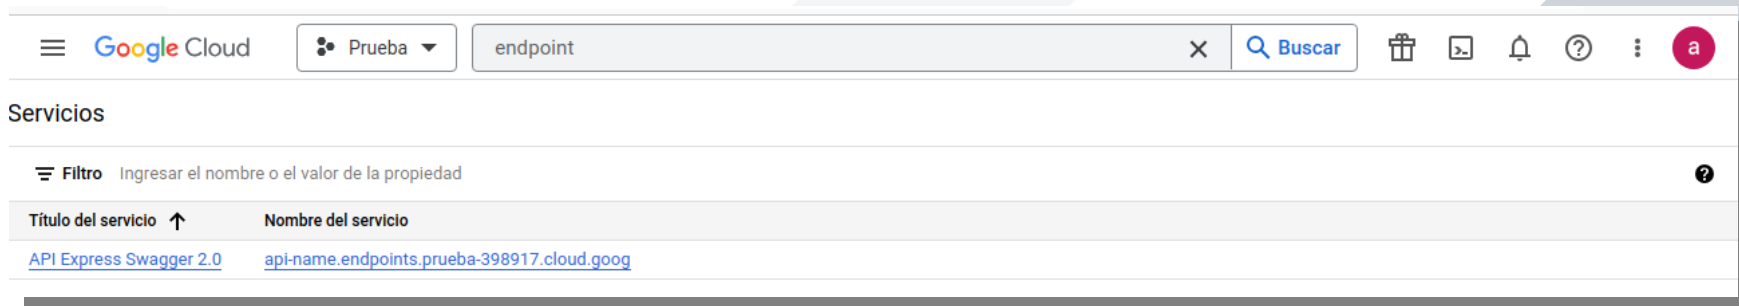 Google Cloud Prueba endpoint Buscar a
Servicios
Filtro Ingresar el nombre o el valor de la propiedad
Título del servicio Nombre del servicio
API Express Swagger 2.0 api-name.endpoints.prueba-398917.cloud.goog